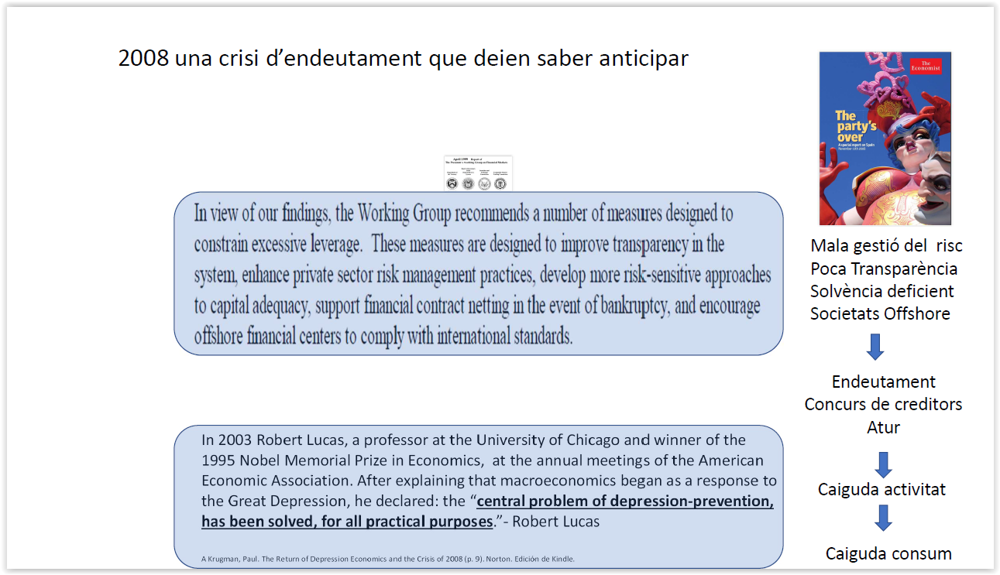 2008 una crisi d’endeutament que deien saber anticipar
The
Economist
The
party's
over
A special report on Spain
November 8th 2008
April 1999 Report of
The President's Working Group on Financial Markets
In view of our findings, the Working Group recommends a number of measures designed to
constrain excessive leverage. These measures are designed to improve transparency in the
system, enhance private sector risk management practices, develop more risk-sensitive approaches
to capital adequacy, support financial contract netting in the event of bankruptcy, and encourage
offshore financial centers to comply with international standards.
In 2003 Robert Lucas, a professor at the University of Chicago and winner of the
1995 Nobel Memorial Prize in Economics, at the annual meetings of the American
Economic Association. After explaining that macroeconomics began as a response to
the Great Depression, he declared: the “central problem of depression-prevention,
has been solved, for all practical purposes.”- Robert Lucas
A Krugman, Paul. The Return of Depression Economics and the Crisis of 2008 (p. 9). Norton. Edición de Kindle.
Mala gestió del risc
Poca Transparència
Solvència deficient
Societats Offshore
Endeutament
Concurs de creditors
Atur
Caiguda activitat
Caiguda consum